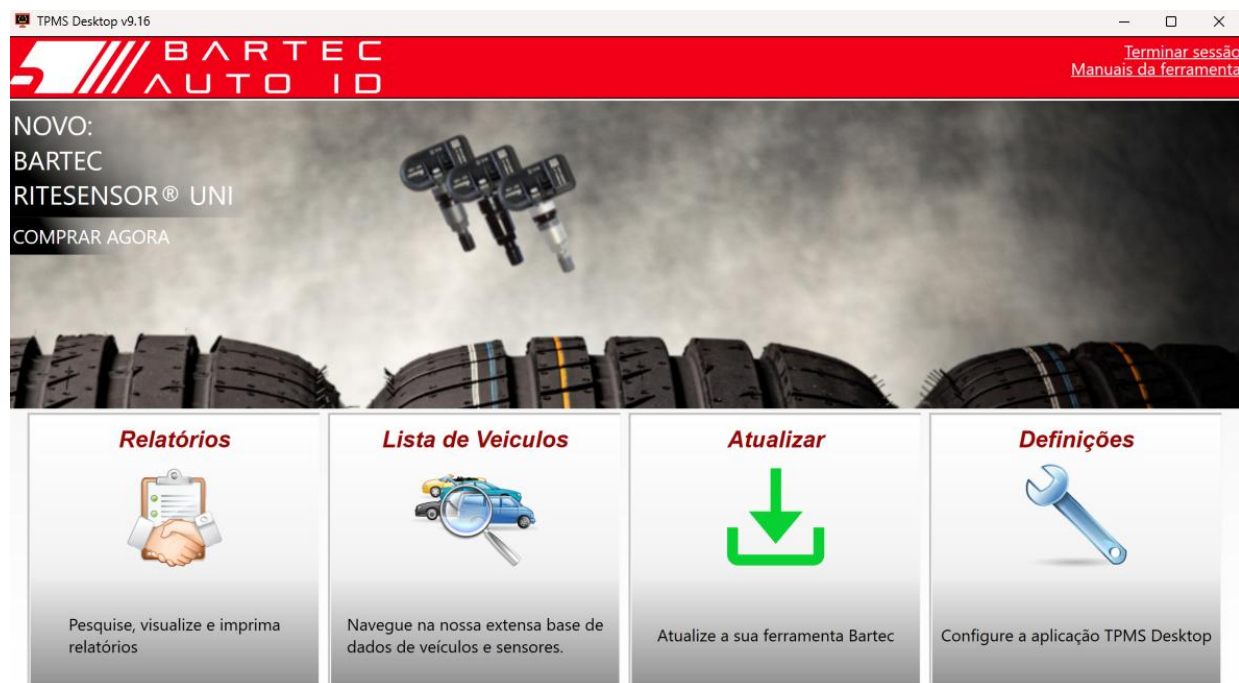 TPMS Desktop v9.16
BARTEC
AUTO ID
Terminar sessão
Manuais da ferramenta
NOVO:
BARTEC
RITESENSOR® UNI
COMPRAR AGORA
Relatórios
Lista de Veiculos
Atualizar
Definições
Pesquise, visualize e imprima
relatórios
Navegue na nossa extensa base de
dados de veículos e sensores.
Atualize a sua ferramenta Bartec
Configure a aplicação TPMS Desktop